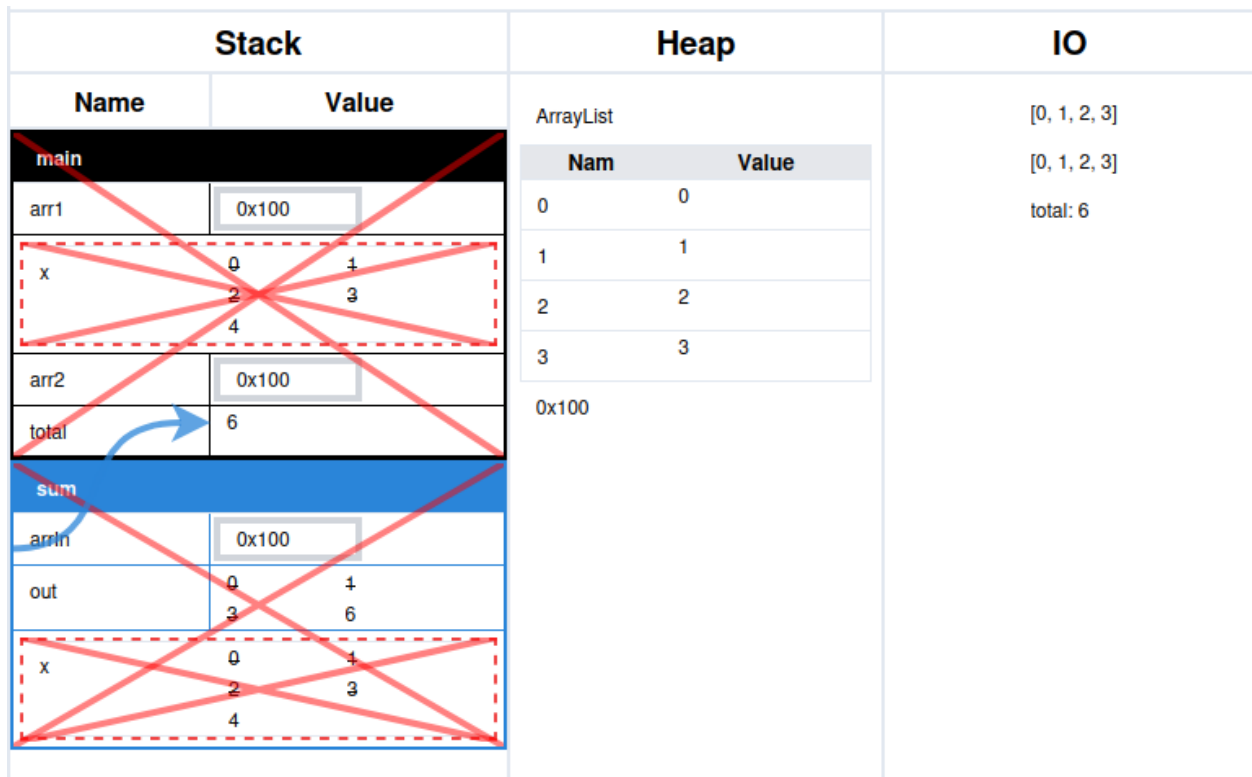 Stack Heap IO
Name Value
ArrayList
[0, 1, 2, 3]
main
Nam Value
[0, 1, 2, 3]
arr1 0x100
0 0
total: 6
x 0 1
1 1
2 3
2 2
4
3 3
arr2 0x100
0x100
total 6
sum
arrIn 0x100
out 0 1
3 6
x 0 1
2 3
4